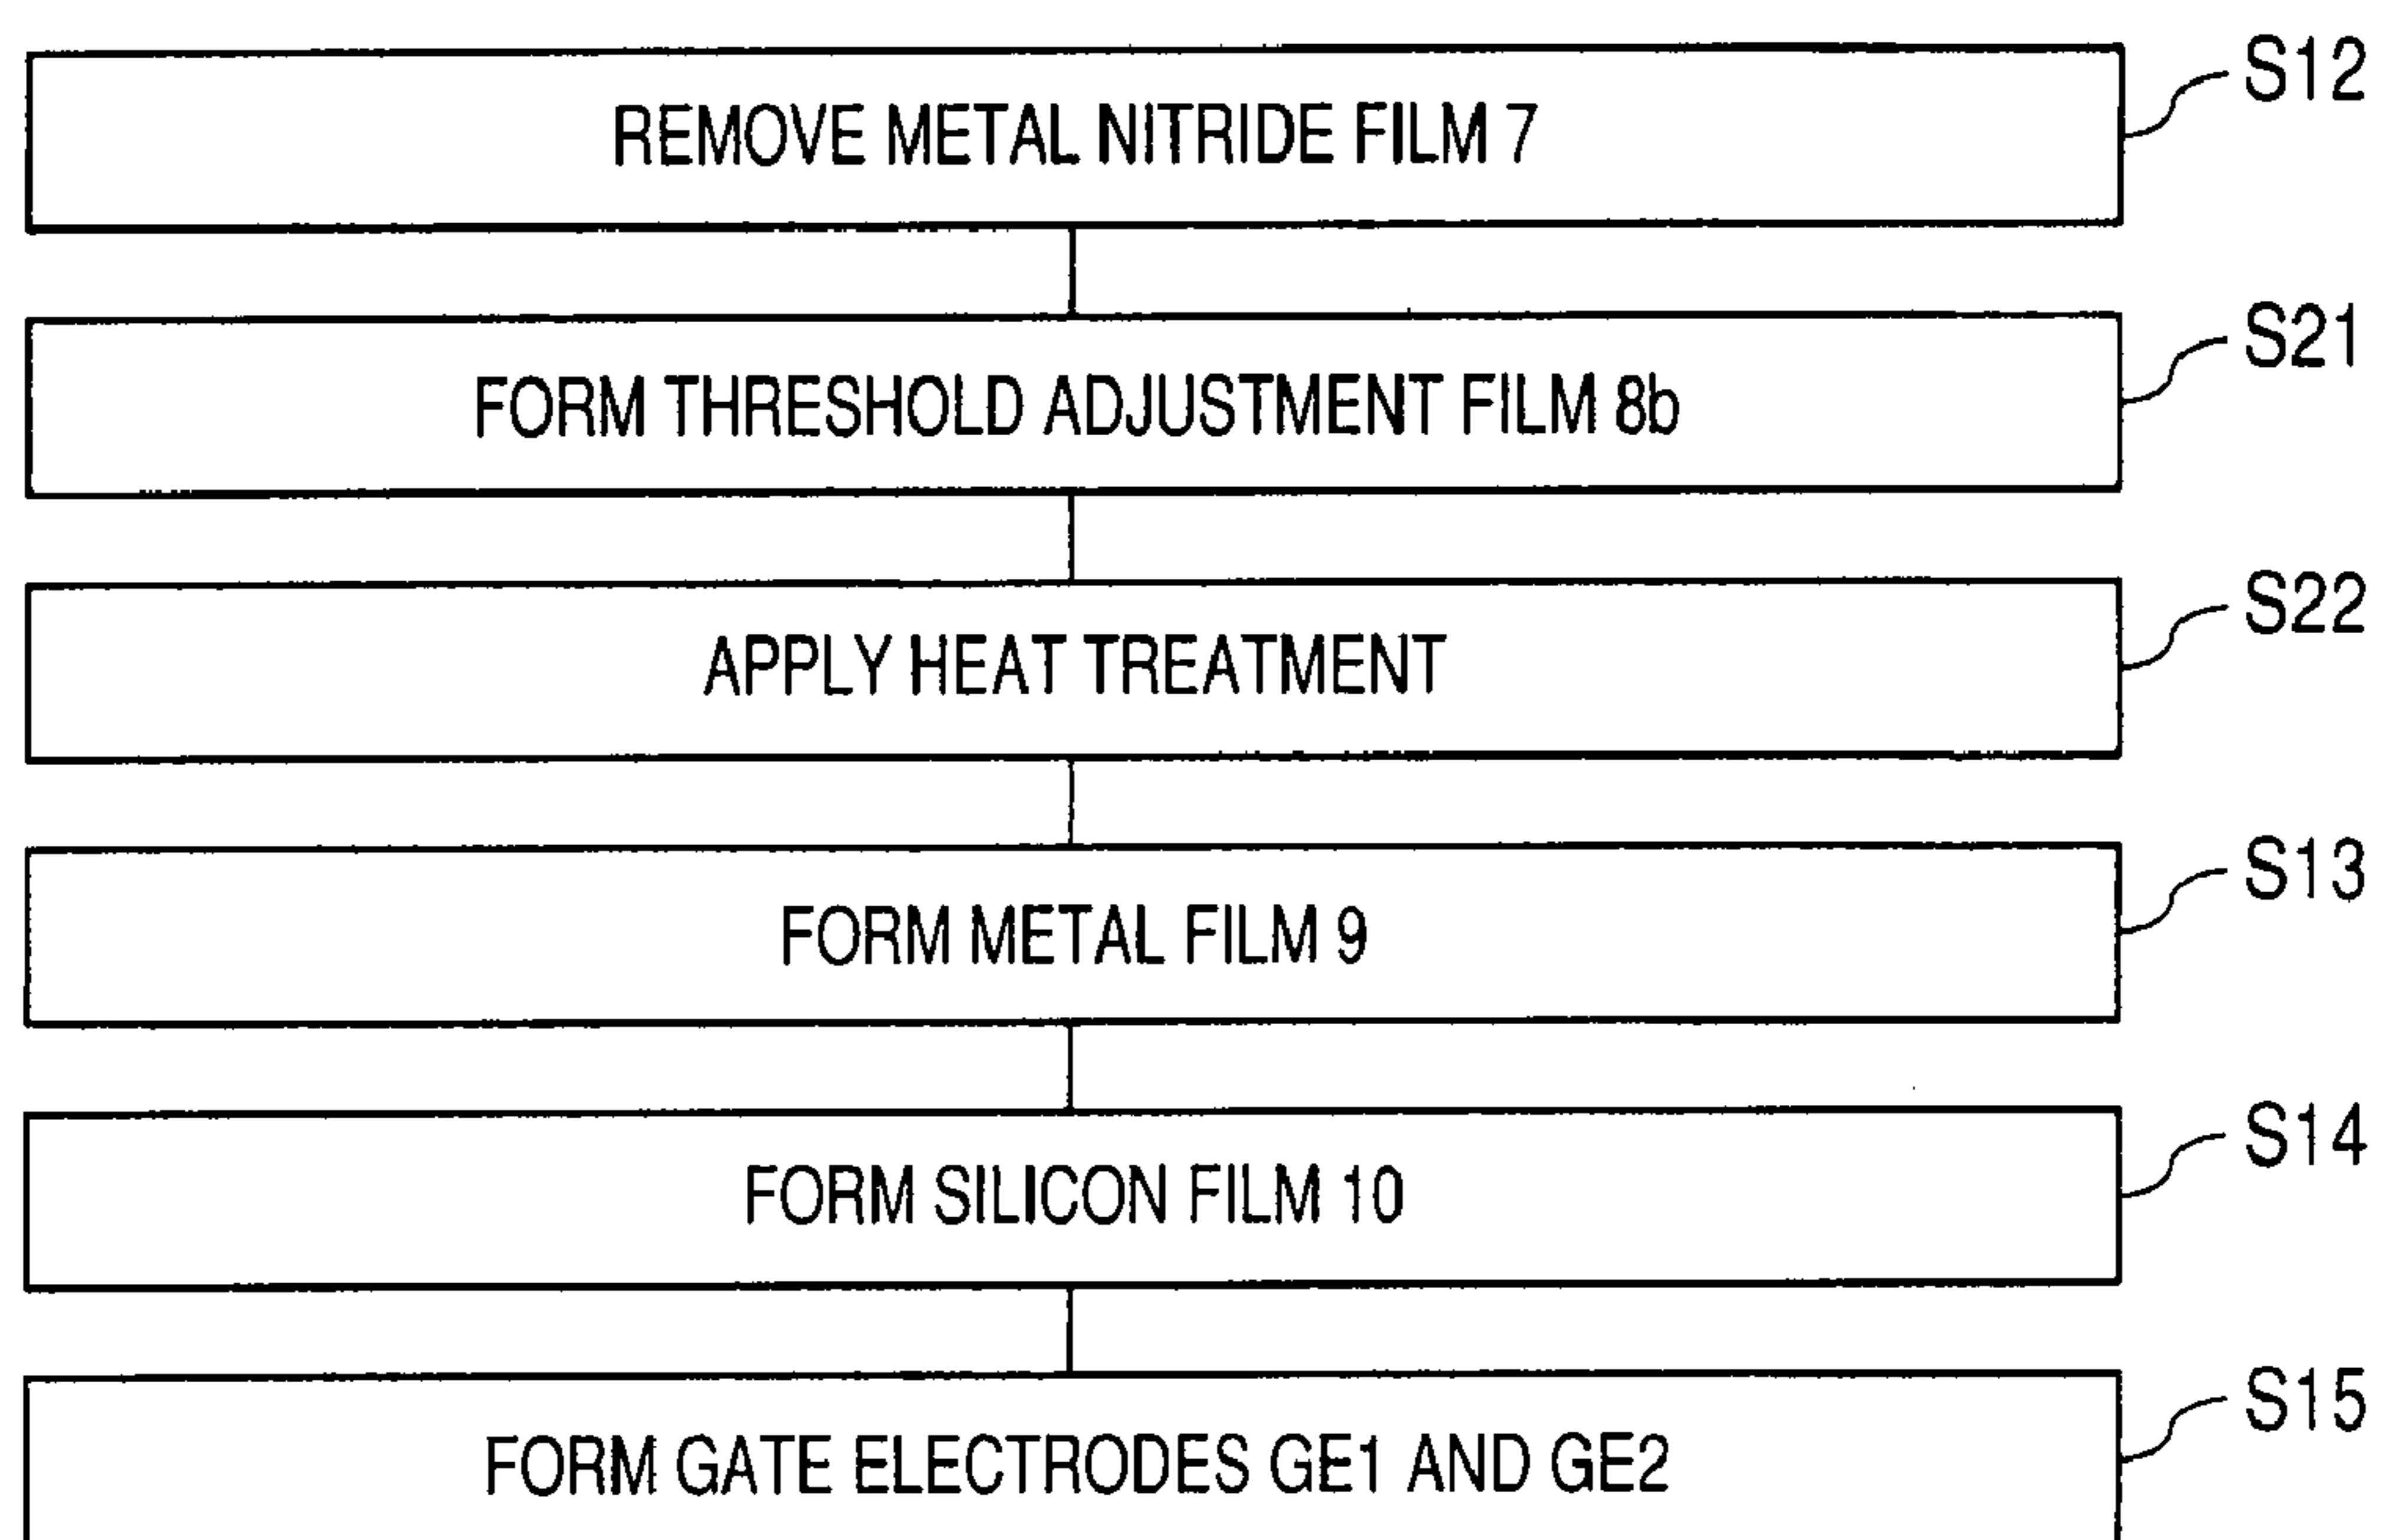 REMOVE METAL NITRIDE FILM 7 S12
FORM THRESHOLD ADJUSTMENT FILM 8b S21
APPLY HEAT TREATMENT S22
FORM METAL FILM 9 S13
FORM SILICON FILM 10 S14
FORM GATE ELECTRODES GE1 AND GE2 S15